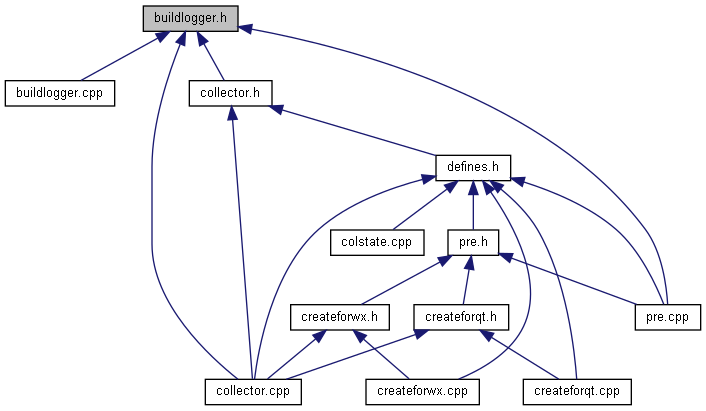 buildlogger.h
buildlogger.cpp
collector.h
defines.h
colstate.cpp
pre.h
createforwx.h
createforqt.h
pre.cpp
collector.cpp
createforwx.cpp
createforqt.cpp